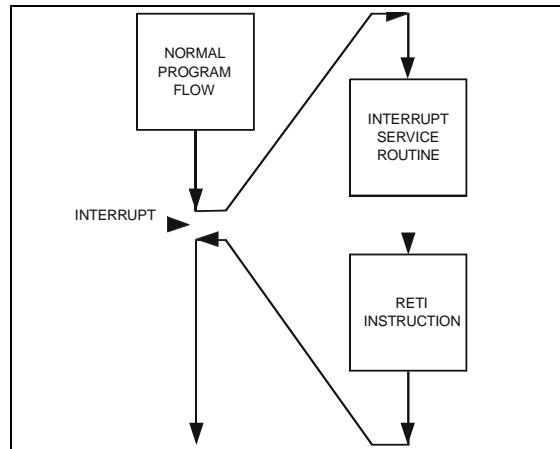 NORMAL
PROGRAM
FLOW
INTERRUPT
SERVICE
ROUTINE
INTERRUPT
RETI
INSTRUCTION